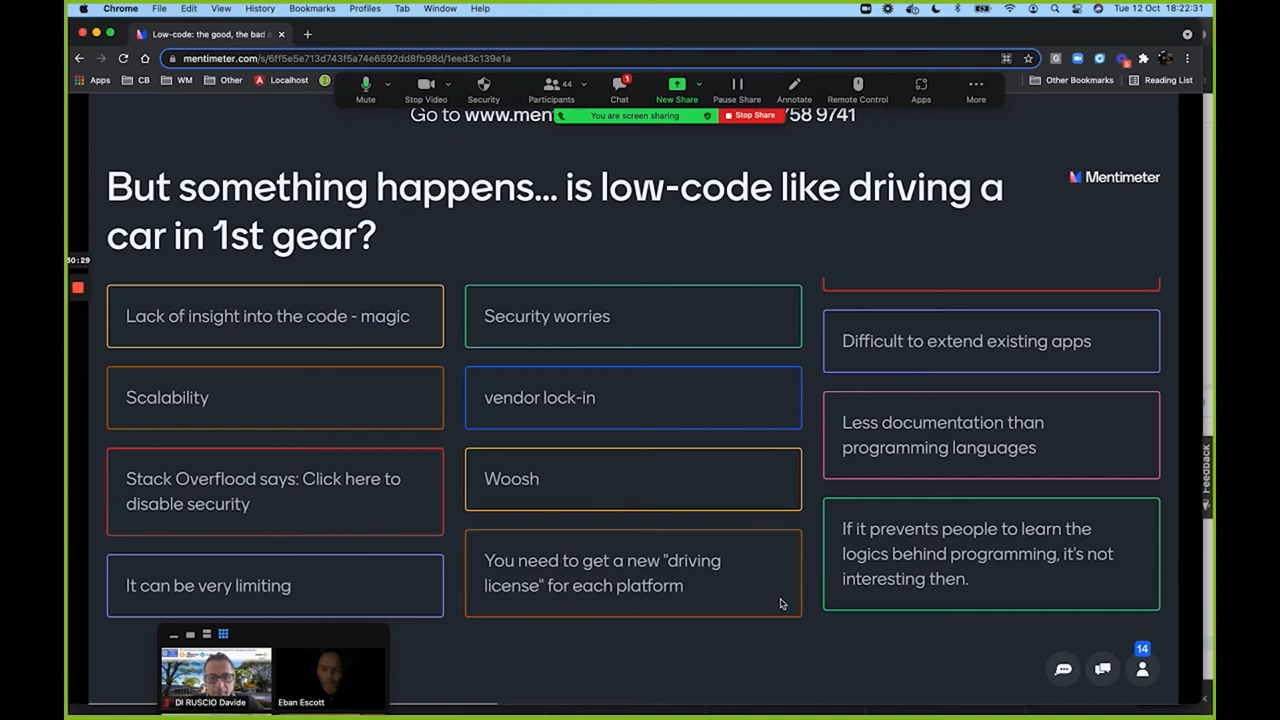 Chrome File Edit View History Bookmarks Profiles Tab Window Help Tue 12 Oct 18:22:31
Low-code: the good, the bad
mentimeter.com/s/6ff5e5e713d743f5a74e6592dd8fb98d/1eed3c139e1a
Apps CB WM Other Localhost Other Bookmarks Reading List
Mute Stop Video Security Participants 44 Chat 1 New Share Pause Share Annotate Remote Control Apps More
You are screen sharing Stop Share
Go to www.men 58 9741
But something happens... is low-code like driving a
car in 1st gear?
Mentimeter
30:29
Lack of insight into the code - magic
Scalability
Stack Overflood says: Click here to
disable security
It can be very limiting
Security worries
vendor lock-in
Woosh
You need to get a new "driving
license" for each platform
Difficult to extend existing apps
Less documentation than
programming languages
If it prevents people to learn the
logics behind programming, it's not
interesting then.
Feedback
14
DI RUSCIO Davide
Eban Escott